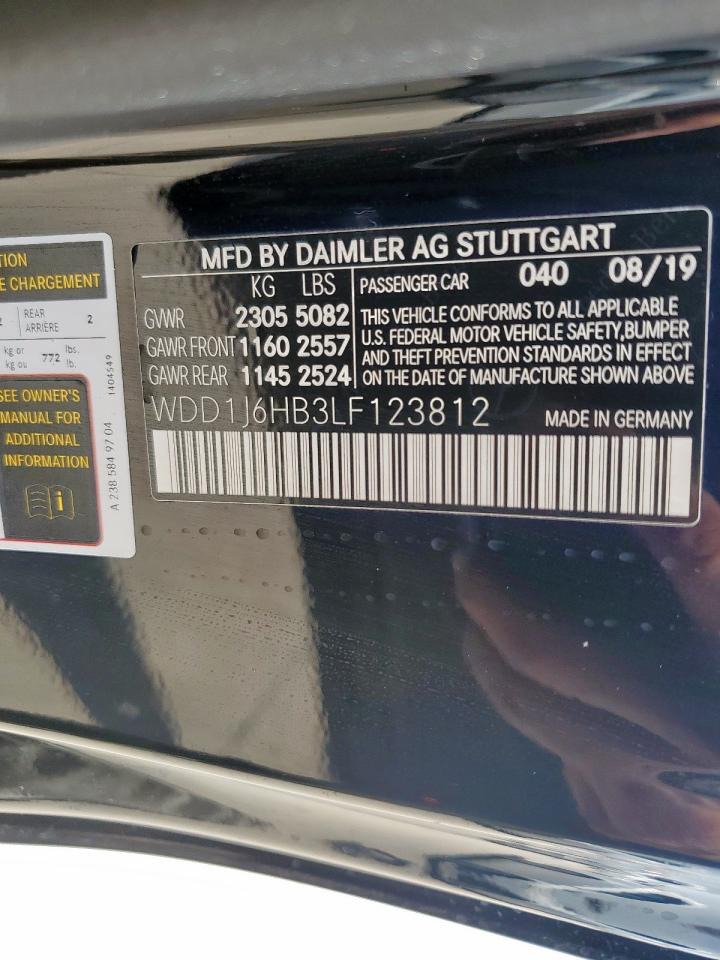 TION
E CHARGEMENT
REAR
ARRIÈRE 2
kg or
kg ou 772 lbs.
lb.
SEE OWNER'S
MANUAL FOR
ADDITIONAL
INFORMATION
i
A 238 584 97 04
1404549
MFD BY DAIMLER AG STUTTGART
KG LBS PASSENGER CAR 040 08/19
GVWR 2305 5082
GAWR FRONT 1160 2557
GAWR REAR 1145 2524
THIS VEHICLE CONFORMS TO ALL APPLICABLE
U.S. FEDERAL MOTOR VEHICLE SAFETY,BUMPER
AND THEFT PREVENTION STANDARDS IN EFFECT
ON THE DATE OF MANUFACTURE SHOWN ABOVE
WDD1J6HB3LF123812 MADE IN GERMANY